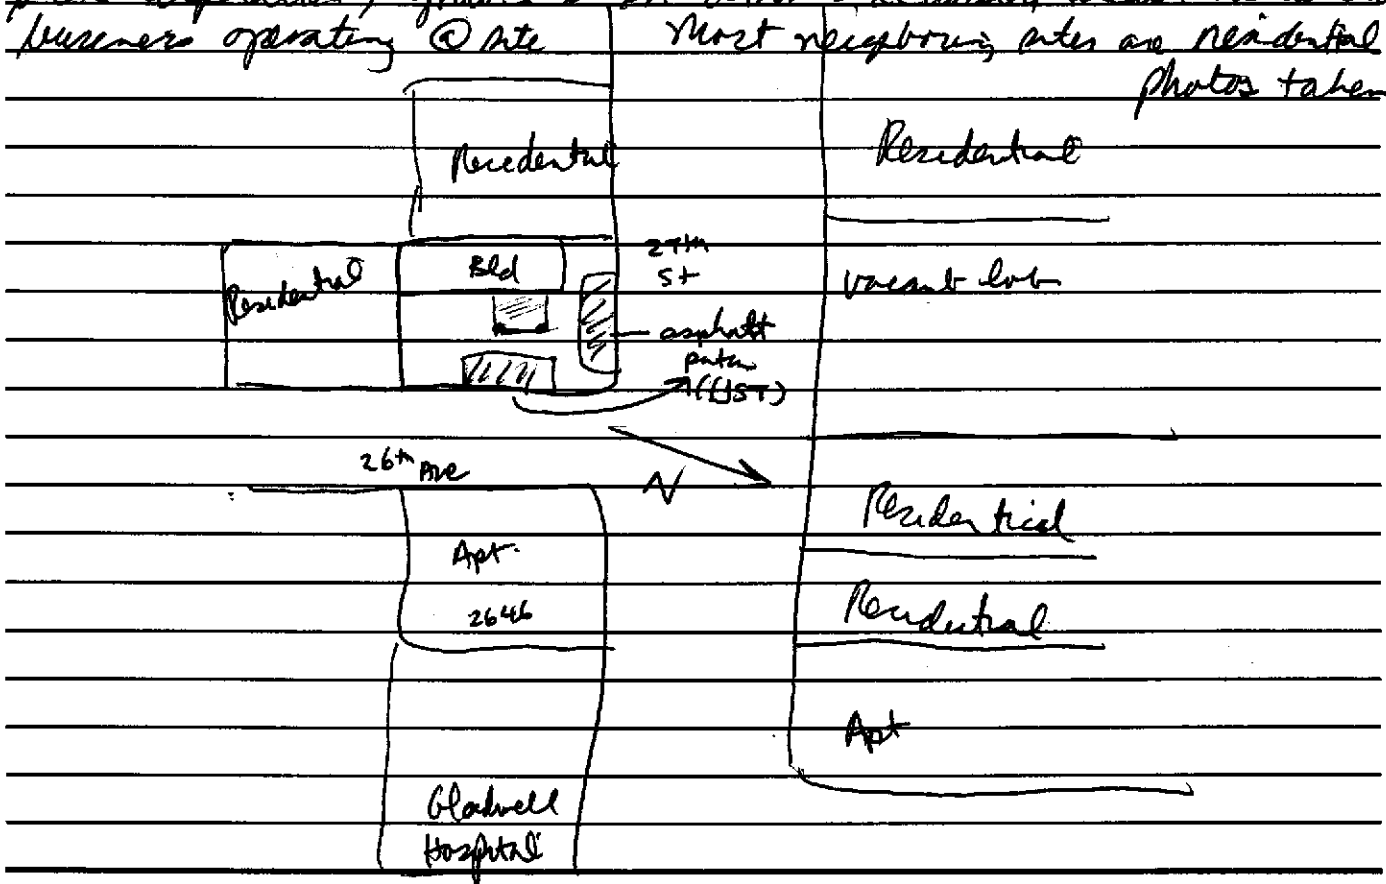 business operating @ site Most neighboring sites are residential
photos taken
Residential
Residential
Residential
Bld
27th
St
vacant lot
asphalt
patch
(UST)
26th Ave
N
Residential
Apt.
2646
Residential
Apt
Gladwell
Hospital